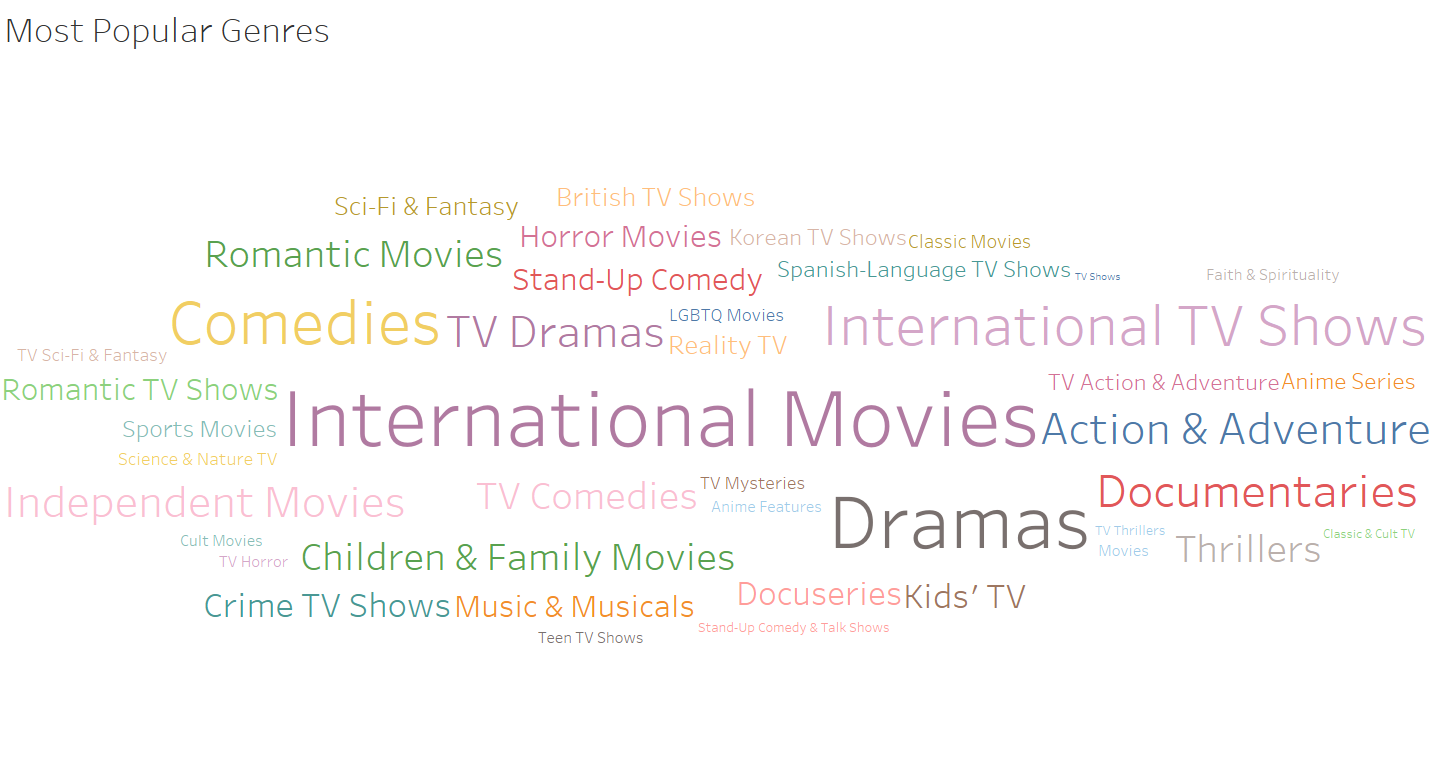 Most Popular Genres
British TV Shows
Sci-Fi & Fantasy
Horror Movies
Korean TV Shows
Classic Movies
Romantic Movies
Stand-Up Comedy
Spanish-Language TV Shows
TV Shows
Faith & Spirituality
Comedies
TV Dramas
LGBTQ Movies
Reality TV
International TV Shows
TV Sci-Fi & Fantasy
Romantic TV Shows
TV Action & Adventure
Anime Series
International Movies
Sports Movies
Action & Adventure
Science & Nature TV
Independent Movies
TV Comedies
TV Mysteries
Anime Features
Dramas
Documentaries
Cult Movies
TV Horror
Children & Family Movies
TV Thrillers
Movies
Thrillers
Classic & Cult TV
Crime TV Shows
Music & Musicals
Docuseries
Kids’ TV
Stand-Up Comedy & Talk Shows
Teen TV Shows